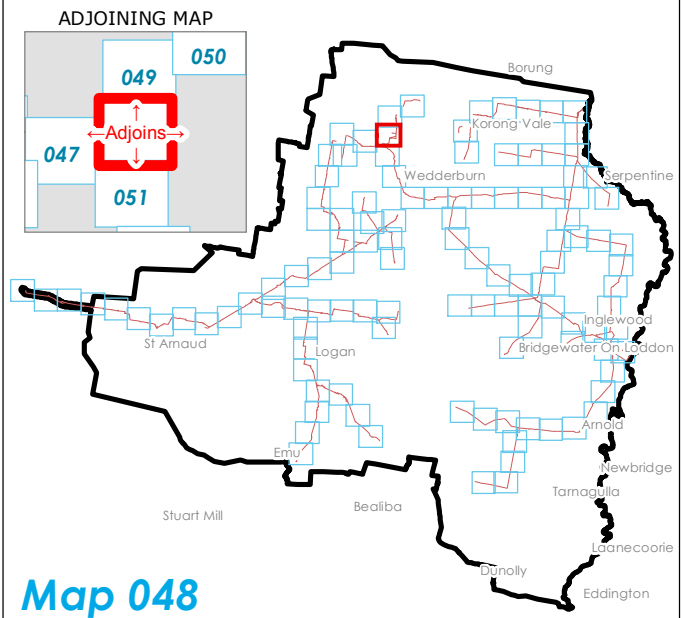 ADJOINING MAP
050
049
←Adjoins→
047
051
Borung
Korong Vale
Wedderburn
Serpentine
Inglewood
St Arnaud
Logan
Bridgewater On Loddon
Arnold
Emu
Newbridge
Tarnagulla
Bealiba
Stuart Mill
Laanecoorie
Dunolly
Eddington
Map 048